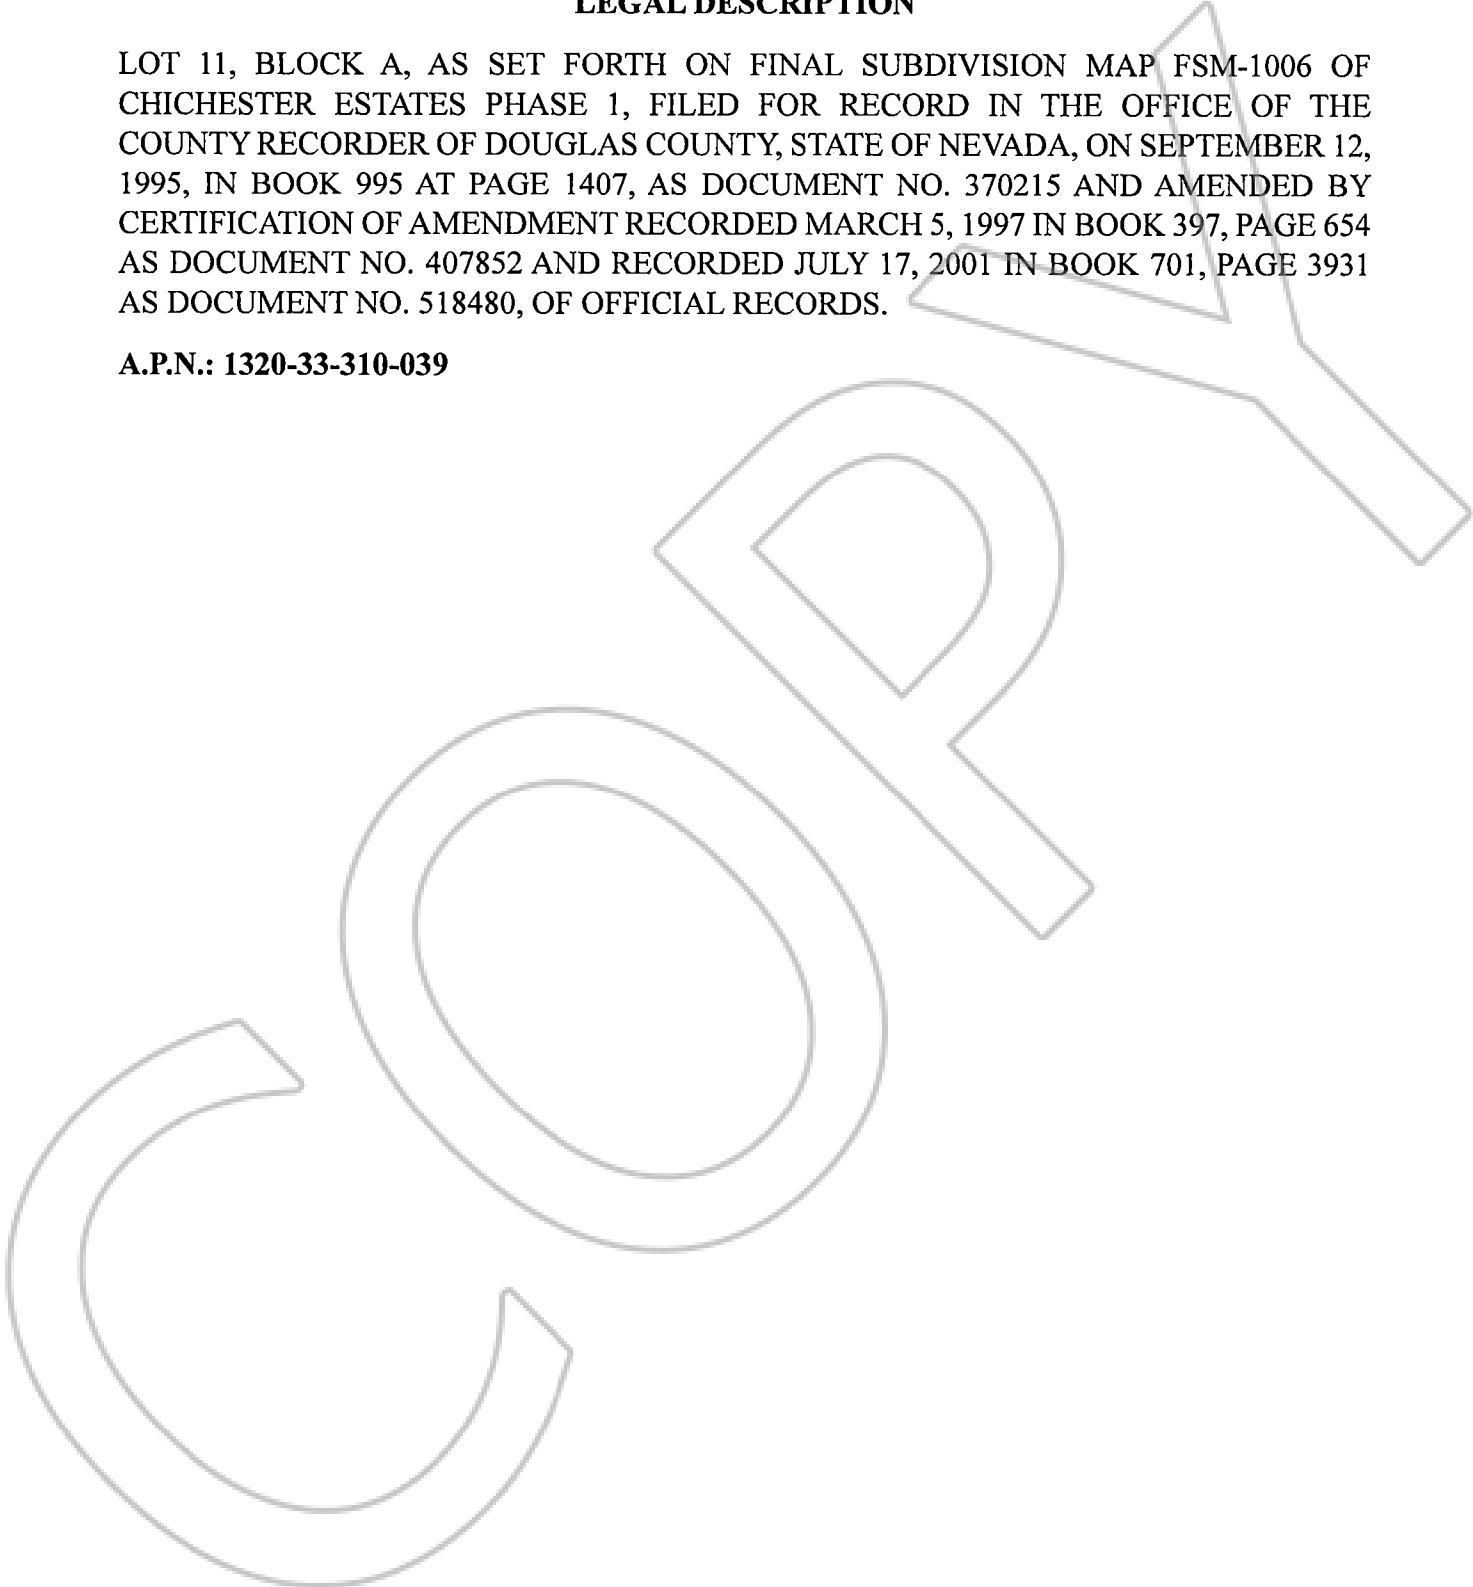 LEGAL DESCRIPTION
LOT 11, BLOCK A, AS SET FORTH ON FINAL SUBDIVISION MAP FSM-1006 OF
CHICHESTER ESTATES PHASE 1, FILED FOR RECORD IN THE OFFICE OF THE
COUNTY RECORDER OF DOUGLAS COUNTY, STATE OF NEVADA, ON SEPTEMBER 12,
1995, IN BOOK 995 AT PAGE 1407, AS DOCUMENT NO. 370215 AND AMENDED BY
CERTIFICATION OF AMENDMENT RECORDED MARCH 5, 1997 IN BOOK 397, PAGE 654
AS DOCUMENT NO. 407852 AND RECORDED JULY 17, 2001 IN BOOK 701, PAGE 3931
AS DOCUMENT NO. 518480, OF OFFICIAL RECORDS.
A.P.N.: 1320-33-310-039
COPY